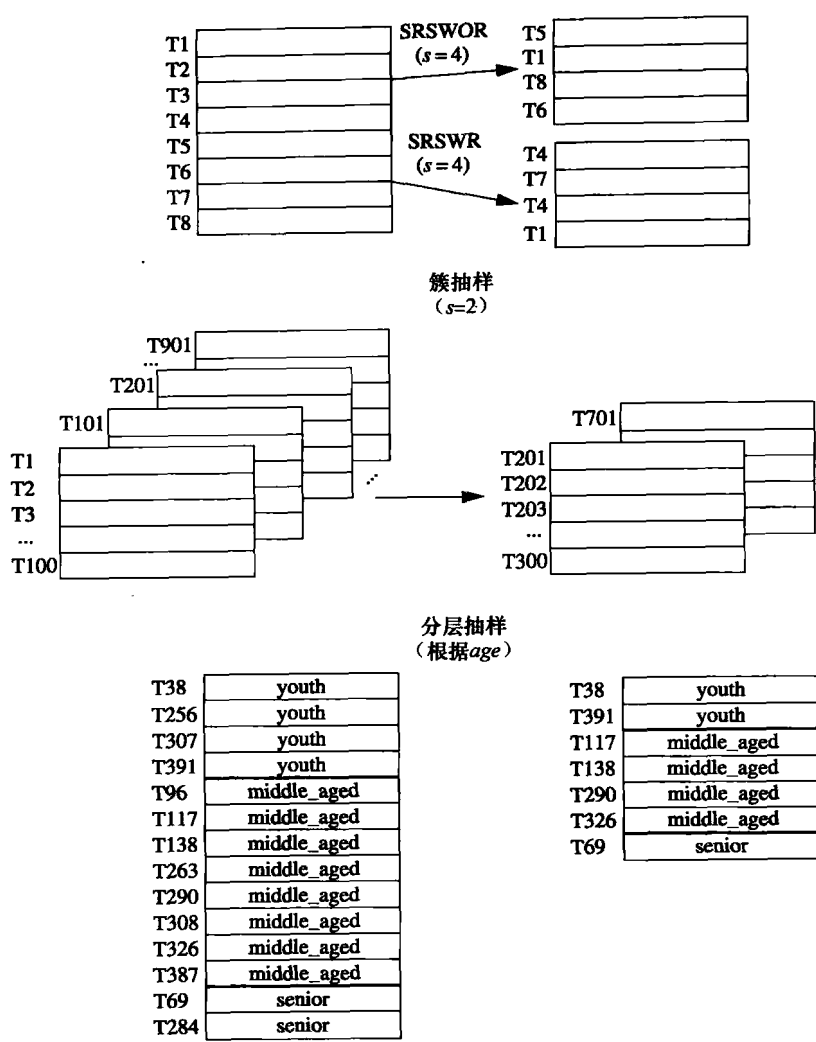 T1
T2
T3
T4
T5
T6
T7
T8
SRSWOR
(s=4)
T5
T1
T8
T6
SRSWR
(s=4)
T4
T7
T4
T1
簇抽样
（s=2）
T901
...
T201
T101
T1
T2
T3
...
T100
...
T701
T201
T202
T203
...
T300
分层抽样
（根据age）
T38 youth
T256 youth
T307 youth
T391 youth
T96 middle_aged
T117 middle_aged
T138 middle_aged
T263 middle_aged
T290 middle_aged
T308 middle_aged
T326 middle_aged
T387 middle_aged
T69 senior
T284 senior
T38 youth
T391 youth
T117 middle_aged
T138 middle_aged
T290 middle_aged
T326 middle_aged
T69 senior